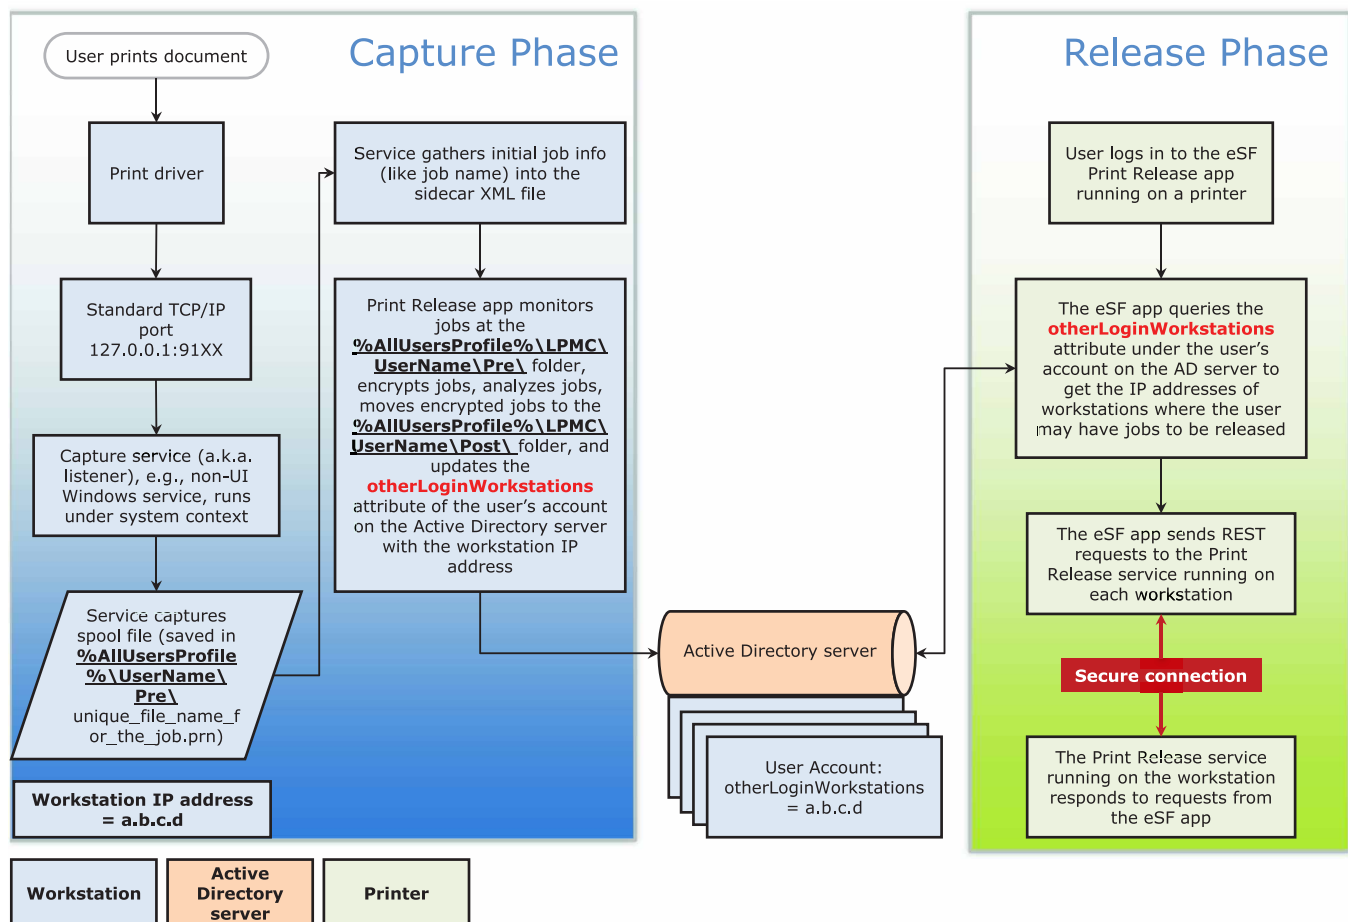 Capture Phase
User prints document
Print driver
Standard TCP/IP
port
127.0.0.1:91XX
Capture service (a.k.a.
listener), e.g., non-UI
Windows service, runs
under system context
Service captures
spool file (saved in
%AllUsersProfile
%\UserName\
Pre\
unique_file_name_f
or_the_job.prn)
Workstation IP address
= a.b.c.d
Service gathers initial job info
(like job name) into the
sidecar XML file
Print Release app monitors
jobs at the
%AllUsersProfile%\LPMC\
UserName\Pre\ folder,
encrypts jobs, analyzes jobs,
moves encrypted jobs to the
%AllUsersProfile%\LPMC\
UserName\Post\ folder, and
updates the
otherLoginWorkstations
attribute of the user’s account
on the Active Directory server
with the workstation IP
address
Active Directory server
User Account:
otherLoginWorkstations
= a.b.c.d
Release Phase
User logs in to the eSF
Print Release app
running on a printer
The eSF app queries the
otherLoginWorkstations
attribute under the user’s
account on the AD server to
get the IP addresses of
workstations where the user
may have jobs to be released
The eSF app sends REST
requests to the Print
Release service running on
each workstation
Secure connection
The Print Release service
running on the workstation
responds to requests from
the eSF app
Workstation
Active
Directory
server
Printer